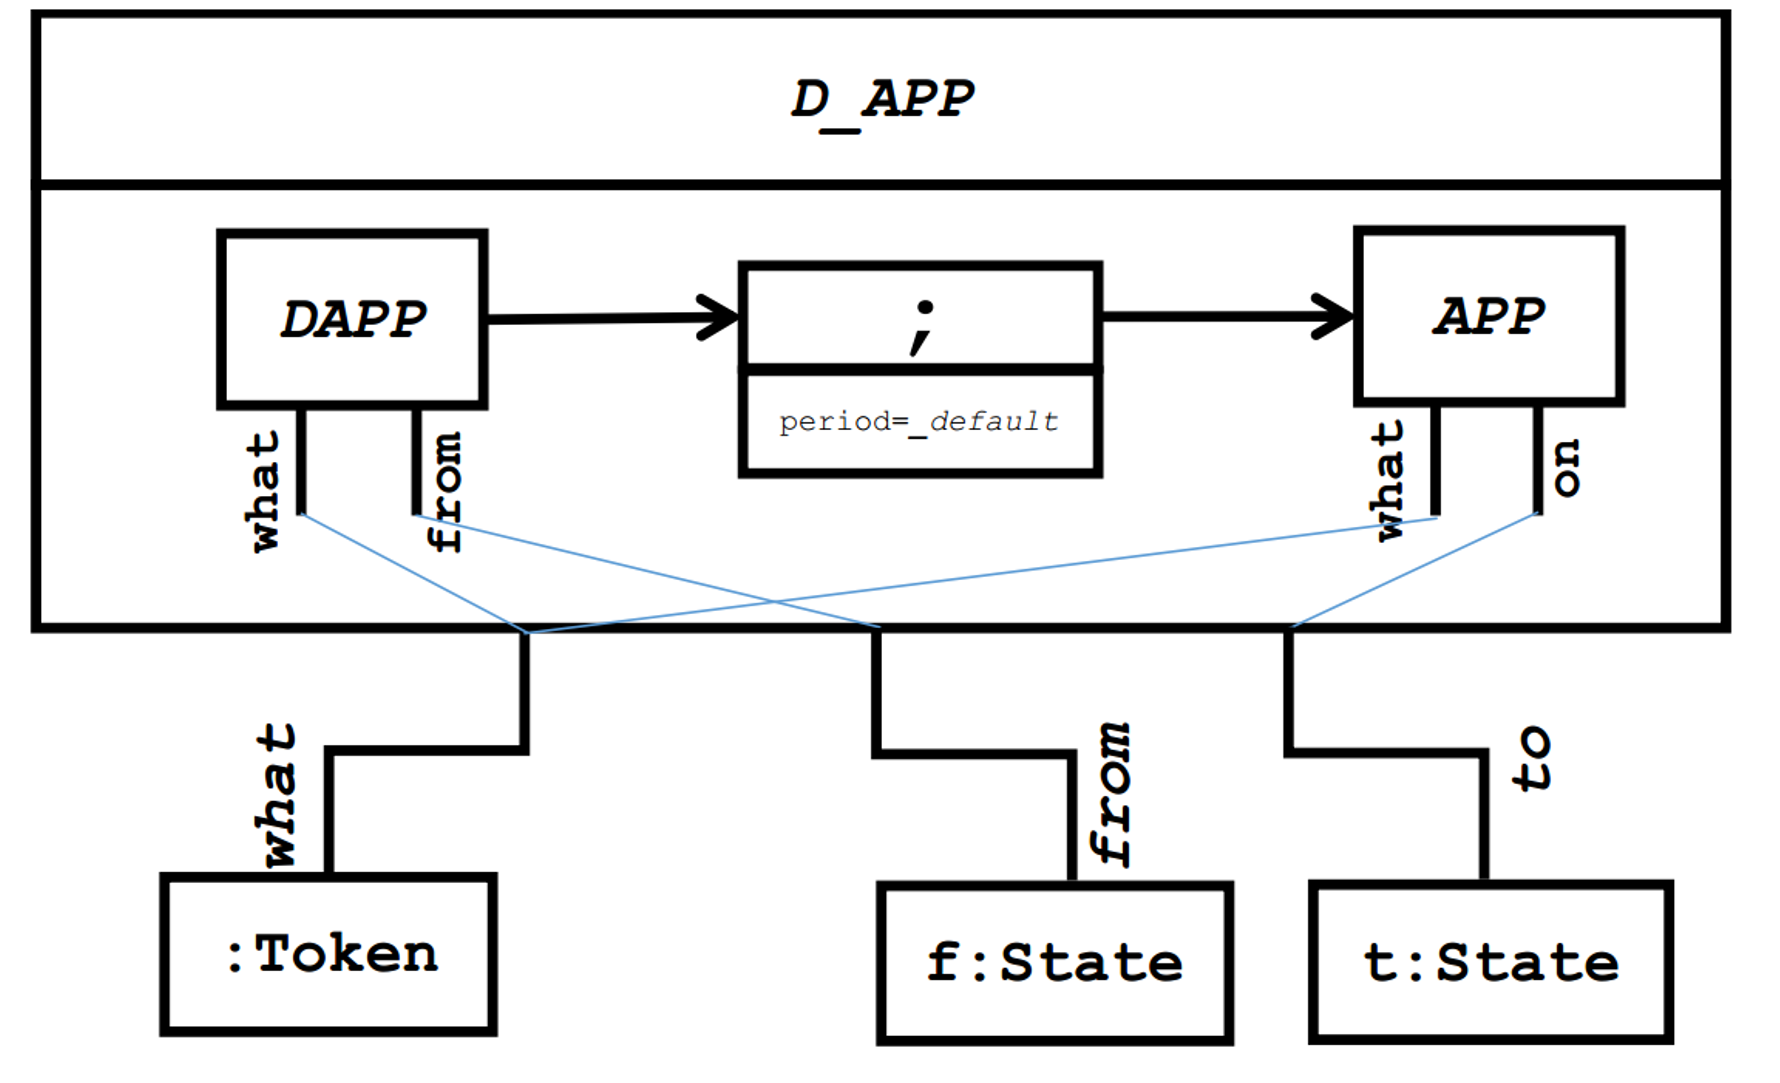 D_APP
DAPP
;
APP
period=_default
what
from
what
on
what
from
to
:Token
f:State
t:State